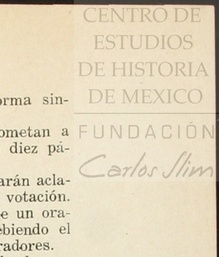 CENTRO DE
ESTUDIOS
DE HISTORIA
DE MEXICO
FUNDACIÓN
Carlos Slim
orma sin-
ometan a
diez pá-
arán acla-
votación.
e un ora-
ebiendo el
radores.